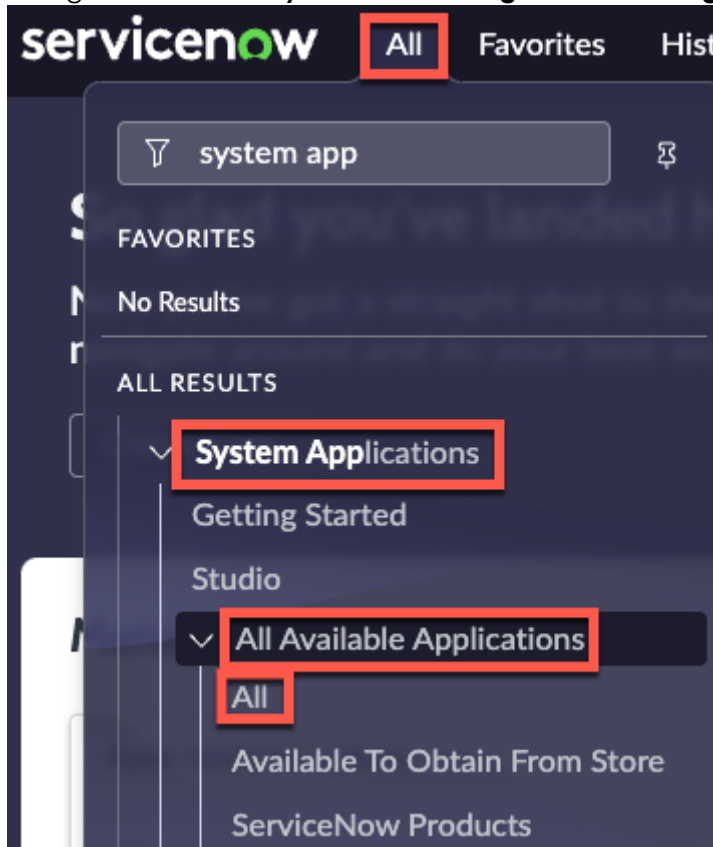 servicenow All Favorites Hist
system app
FAVORITES
No Results
ALL RESULTS
System Applications
Getting Started
Studio
All Available Applications
All
Available To Obtain From Store
ServiceNow Products